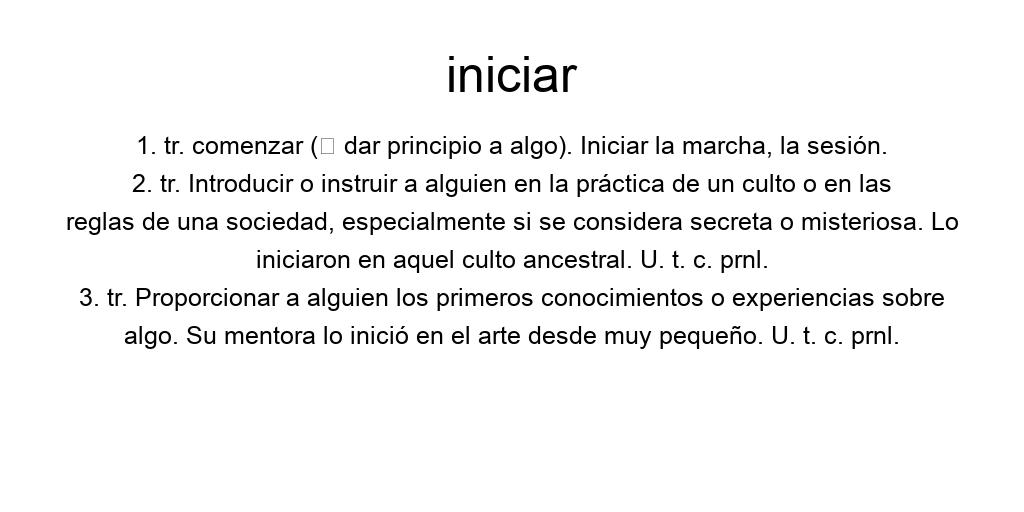 iniciar
1. tr. comenzar (□ dar principio a algo). Iniciar la marcha, la sesión.
2. tr. Introducir o instruir a alguien en la práctica de un culto o en las
reglas de una sociedad, especialmente si se considera secreta o misteriosa. Lo
iniciaron en aquel culto ancestral. U. t. c. prnl.
3. tr. Proporcionar a alguien los primeros conocimientos o experiencias sobre
algo. Su mentora lo inició en el arte desde muy pequeño. U. t. c. prnl.